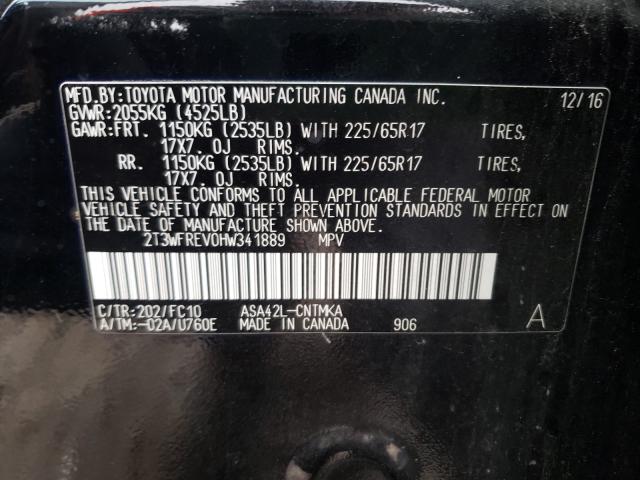 MFD.BY:TOYOTA MOTOR MANUFACTURING CANADA INC. 12/16
GVWR:2055KG (4525LB)
GAWR:FRT. 1150KG (2535LB) WITH 225/65R17 TIRES,
17X7.0J RIMS.
RR. 1150KG (2535LB) WITH 225/65R17 TIRES,
17X7.0J RIMS.
THIS VEHICLE CONFORMS TO ALL APPLICABLE FEDERAL MOTOR
VEHICLE SAFETY AND THEFT PREVENTION STANDARDS IN EFFECT ON
THE DATE OF MANUFACTURE SHOWN ABOVE.
2T3WFREV0HW341889 MPV
C/TR:202/FC10 ASA42L-CNTMKA
A/TM:-02A/U760E MADE IN CANADA 906 A